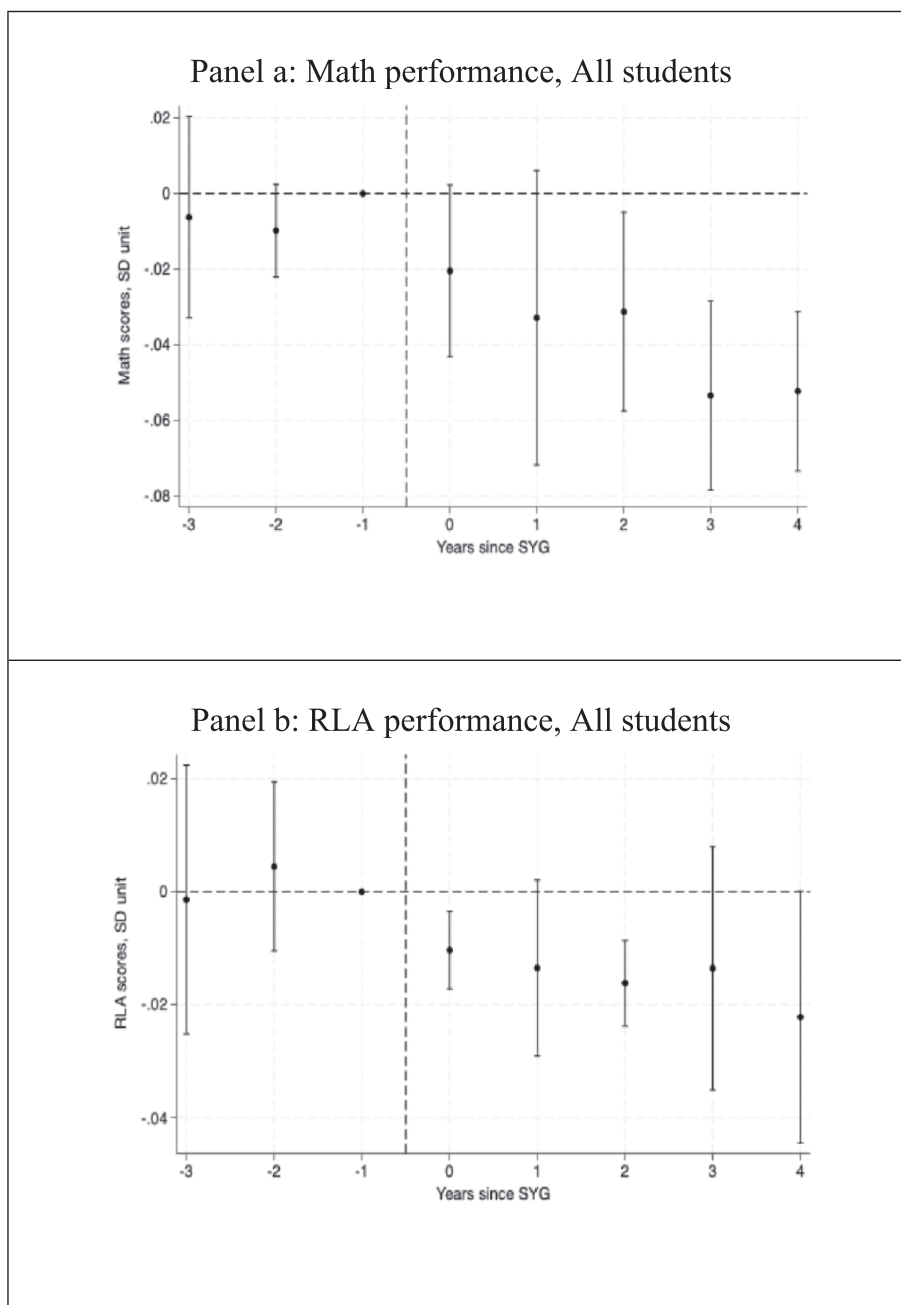 Panel a: Math performance, All students
.02
0
-.02
-.04
-.06
-.08
Math scores, SD unit
-3 -2 -1 0 1 2 3 4
Years since SYG
Panel b: RLA performance, All students
.02
0
-.02
-.04
RLA scores, SD unit
-3 -2 -1 0 1 2 3 4
Years since SYG